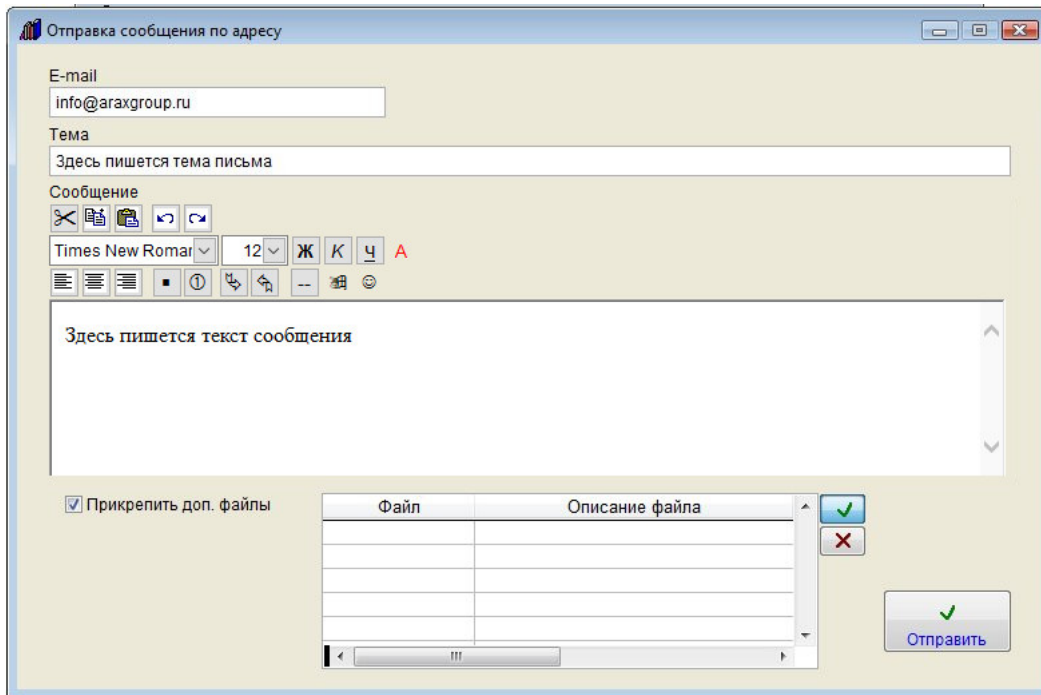 Отправка сообщения по адресу
E-mail
info@araxgroup.ru
Тема
Здесь пишется тема письма
Сообщение
Times New Roman 12 Ж К Ч А
Здесь пишется текст сообщения
Прикрепить доп. файлы
Файл Описание файла
Отправить